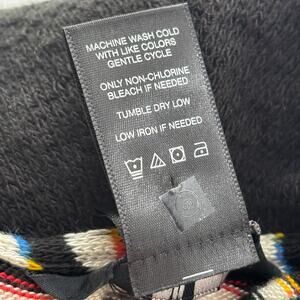 MACHINE WASH COLD
WITH LIKE COLORS
GENTLE CYCLE
ONLY NON-CHLORINE
BLEACH IF NEEDED
TUMBLE DRY LOW
LOW IRON IF NEEDED